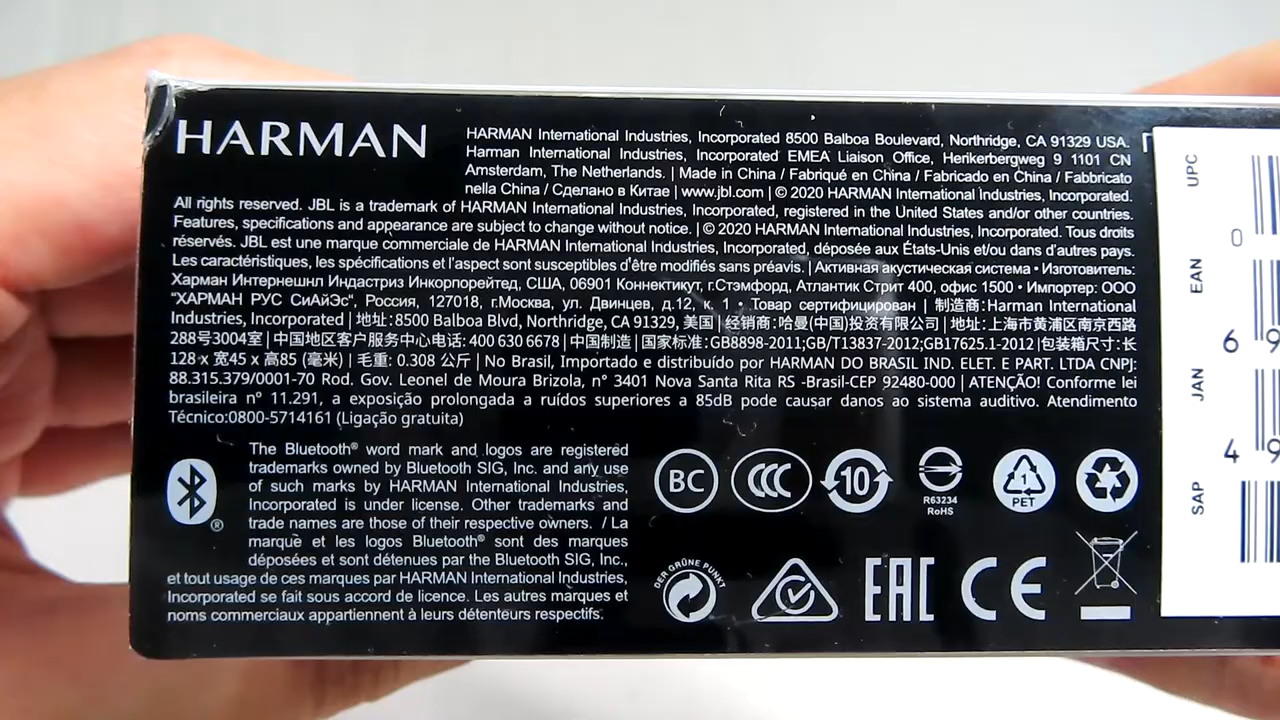 HARMAN
HARMAN International Industries, Incorporated 8500 Balboa Boulevard, Northridge, CA 91329 USA.
Harman International Industries, Incorporated EMEA Liaison Office, Herikerbergweg 9 1101 CN
Amsterdam, The Netherlands. | Made in China / Fabriqué en China / Fabricado en China / Fabbricato
nella China / Сделано в Китае | www.jbl.com | © 2020 HARMAN International Industries, Incorporated.
All rights reserved. JBL is a trademark of HARMAN International Industries, Incorporated, registered in the United States and/or other countries.
Features, specifications and appearance are subject to change without notice. | © 2020 HARMAN International Industries, Incorporated. Tous droits
réservés. JBL est une marque commerciale de HARMAN International Industries, Incorporated, déposée aux États-Unis et/ou dans d'autres pays.
Les caractéristiques, les spécifications et l'aspect sont susceptibles d'être modifiés sans préavis. | Активная акустическая система • Изготовитель:
Харман Интернешнл Индастриз Инкорпорейтед, США, 06901 Коннектикут, г.Стэмфорд, Атлантик Стрит 400, офис 1500 • Импортер: ООО
"ХАРМАН РУС СиАйЭс", Россия, 127018, г.Москва, ул. Двинцев, д.12, к. 1 • Товар сертифицирован | 制造商:Harman International
Industries, Incorporated | 地址:8500 Balboa Blvd, Northridge, CA 91329, 美国 | 经销商:哈曼(中国)投资有限公司 | 地址:上海市黄浦区南京西路
288号3004室 | 中国地区客户服务中心电话: 400 630 6678 | 中国制造 | 国家标准:GB8898-2011;GB/T13837-2012;GB17625.1-2012 |包装箱尺寸:长
128 x 宽45 x 高85 (毫米) | 毛重: 0.308 公斤 | No Brasil, Importado e distribuído por HARMAN DO BRASIL IND. ELET. E PART. LTDA CNPJ:
88.315.379/0001-70 Rod. Gov. Leonel de Moura Brizola, n° 3401 Nova Santa Rita RS -Brasil-CEP 92480-000 | ATENÇÃO! Conforme lei
brasileira n° 11.291, a exposição prolongada a ruídos superiores a 85dB pode causar danos ao sistema auditivo. Atendimento
Técnico:0800-5714161 (Ligação gratuita)
The Bluetooth® word mark and logos are registered
trademarks owned by Bluetooth SIG, Inc. and any use
of such marks by HARMAN International Industries,
Incorporated is under license. Other trademarks and
trade names are those of their respective owners. / La
marque et les logos Bluetooth® sont des marques
déposées et sont détenues par the Bluetooth SIG, Inc.,
et tout usage de ces marques par HARMAN International Industries,
Incorporated se fait sous accord de licence. Les autres marques et
noms commerciaux appartiennent à leurs détenteurs respectifs.
®
BC
CCC
10
R63234
RoHS
1
PET
DER GRÜNE PUNKT
EAC
CE
UPC
0
EAN
6 9
JAN
4 9
SAP